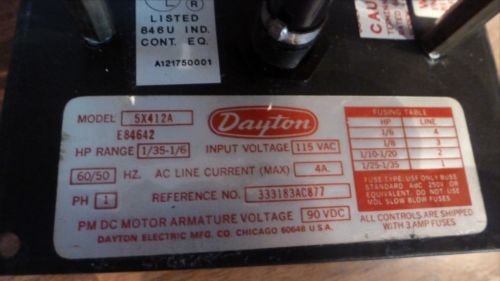 L R
LISTED
846U IND.
CONT. EQ.
A121750001
MODEL 5X412A
E84642
Dayton
HP RANGE 1/35-1/6 INPUT VOLTAGE 115 VAC
60/50 HZ. AC LINE CURRENT (MAX) 4A.
PH 1 REFERENCE NO. 333183AC877
PM DC MOTOR ARMATURE VOLTAGE 90 VDC
DAYTON ELECTRIC MFG. CO. CHICAGO 60648 U.S.A.
FUSING TABLE
HP LINE
1/6 4
1/8 3
1/10-1/20 2
1/25-1/35 1
FUSE TYPE: USE ONLY BUSS
STANDARD AGC 250V OR
EQUIVALENT. DO NOT USE
MDL SLOW BLOW FUSES
ALL CONTROLS ARE SHIPPED
WITH 3 AMP FUSES